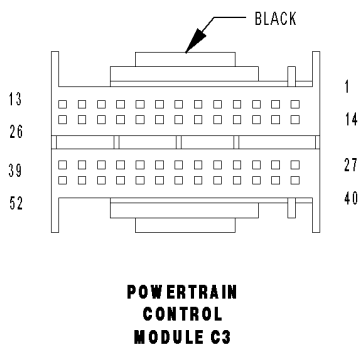 BLACK
13 1
26 14
39 27
52 40
POWERTRAIN
CONTROL
MODULE C3